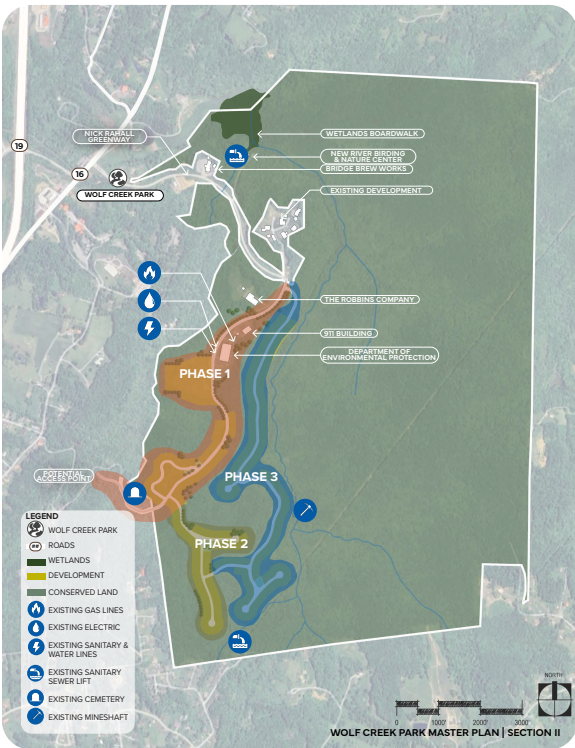 NICK RAHALL
GREENWAY
WETLANDS BOARDWALK
19
NEW RIVER BIRDING
& NATURE CENTER
BRIDGE BREW WORKS
16
WOLF CREEK PARK
EXISTING DEVELOPMENT
THE ROBBINS COMPANY
911 BUILDING
DEPARTMENT OF
ENVIRONMENTAL PROTECTION
PHASE 1
POTENTIAL
ACCESS POINT
PHASE 3
PHASE 2
LEGEND
WOLF CREEK PARK
ROADS
WETLANDS
DEVELOPMENT
CONSERVED LAND
EXISTING GAS LINES
EXISTING ELECTRIC
EXISTING SANITARY &
WATER LINES
EXISTING SANITARY
SEWER LIFT
EXISTING CEMETERY
EXISTING MINESHAFT
NORTH
0 1000' 2000' 3000'
WOLF CREEK PARK MASTER PLAN | SECTION II